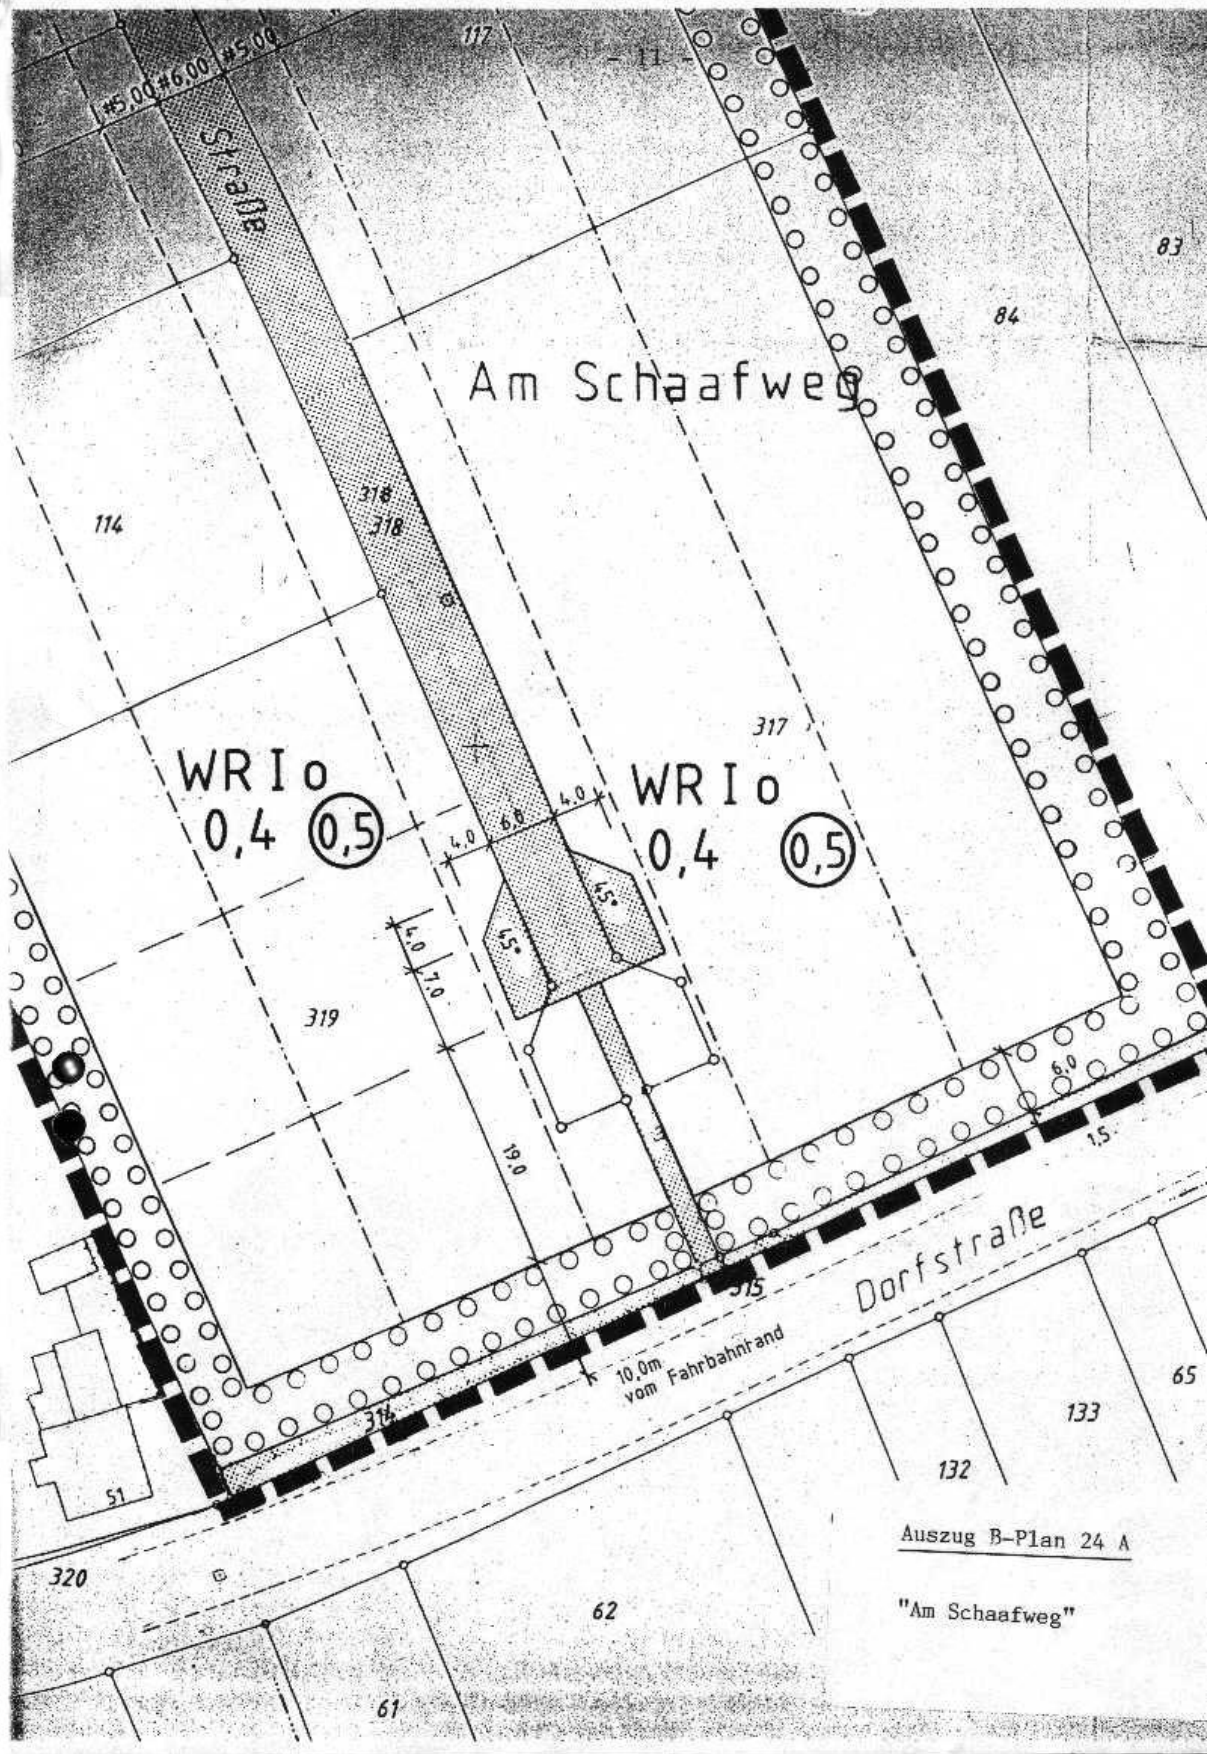 117
- 11 -
#5,00 #6,00 #5,00
Straße
83
84
Am Schaafweg
318
318
114
317
WR I o
0,4 0,5
WR I o
0,4 0,5
4.0 6.0 4.0
45°
45°
4.0
7.0
319
6,0
1,5
19.0
Dorfstraße
315
10,0m
vom Fahrbahnrand
314
65
133
132
51
Auszug B-Plan 24 A
320
62
"Am Schaafweg"
61